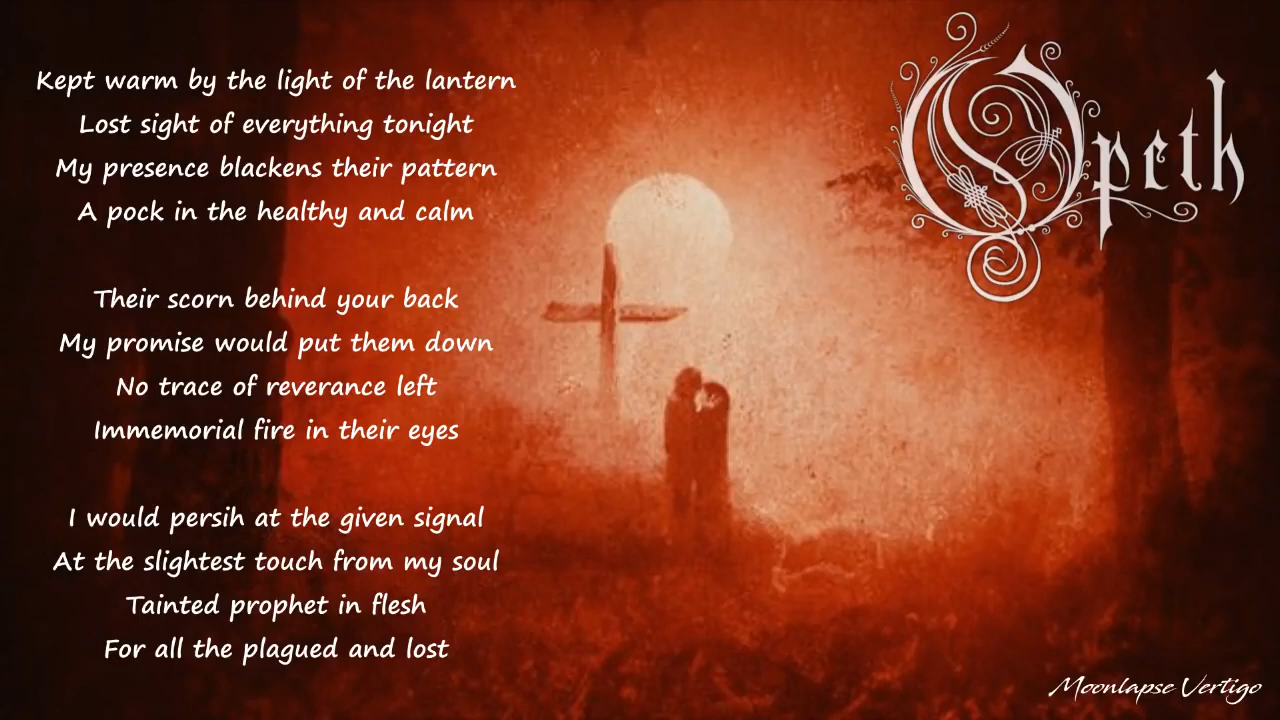 Kept warm by the light of the lantern
Lost sight of everything tonight
My presence blackens their pattern
A pock in the healthy and calm
Their scorn behind your back
My promise would put them down
No trace of reverance left
Immemorial fire in their eyes
I would persih at the given signal
At the slightest touch from my soul
Tainted prophet in flesh
For all the plagued and lost
Opeth
Moonlapse Vertigo